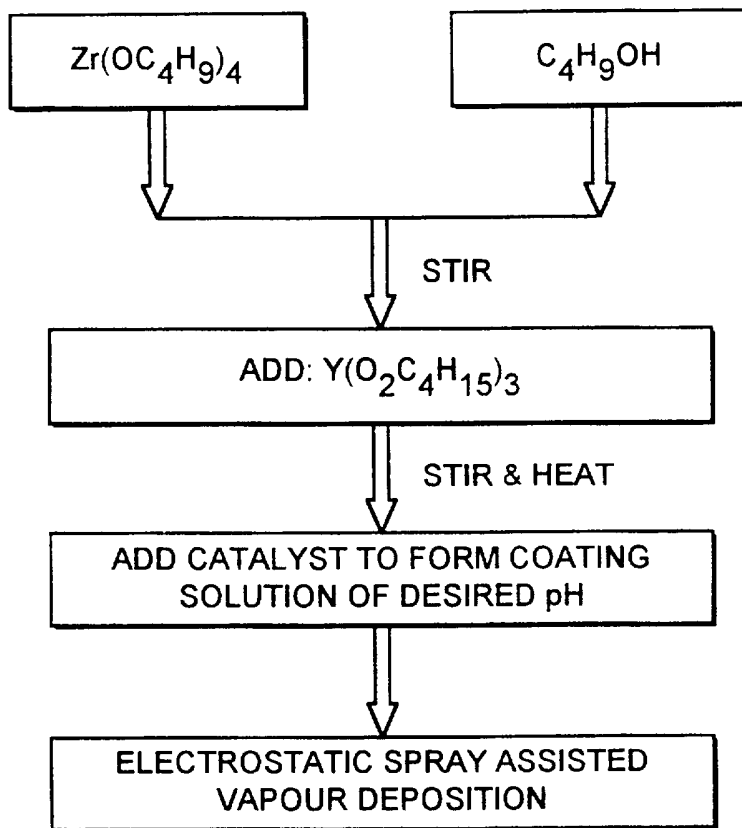 Zr(OC4H9)4
C4H9OH
STIR
ADD: Y(O2C4H15)3
STIR & HEAT
ADD CATALYST TO FORM COATING
SOLUTION OF DESIRED pH
ELECTROSTATIC SPRAY ASSISTED
VAPOUR DEPOSITION